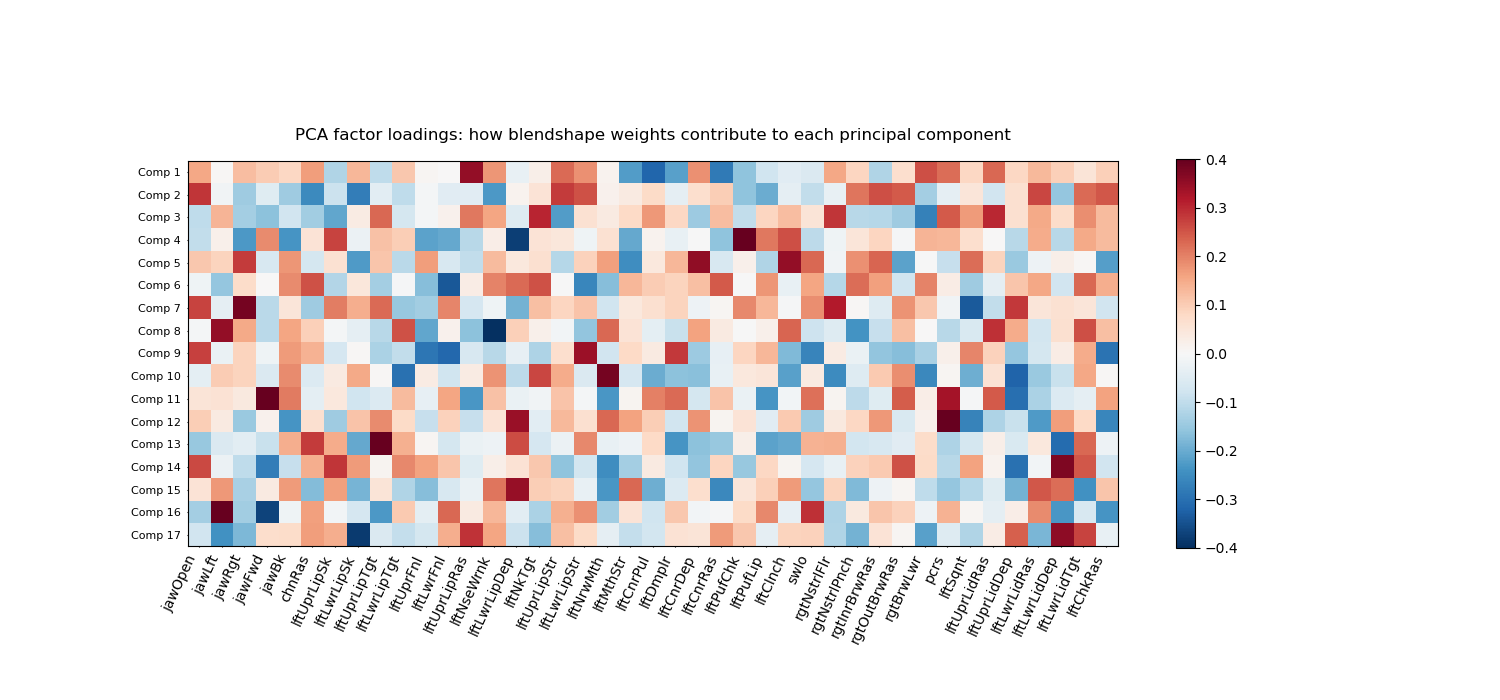 PCA factor loadings: how blendshape weights contribute to each principal component
Comp 1
Comp 2
Comp 3
Comp 4
Comp 5
Comp 6
Comp 7
Comp 8
Comp 9
Comp 10
Comp 11
Comp 12
Comp 13
Comp 14
Comp 15
Comp 16
Comp 17
0.4
0.3
0.2
0.1
0.0
−0.1
−0.2
−0.3
−0.4
jawOpen
jawLft
jawRgt
jawFwd
jawBk
chnRas
lftUprLipSk
lftLwrLipSk
lftUprLipTgt
lftLwrLipTgt
lftUprFnl
lftLwrFnl
lftUprLipRas
lftNseWrnk
lftLwrLipDep
lftNkTgt
lftUprLipStr
lftLwrLipStr
lftNrwMth
lftMthStr
lftCnrPul
lftDmplr
lftCnrDep
lftCnrRas
lftPufChk
lftPufLip
lftClnch
swlo
rgtNstrlFlr
rgtNstrlPnch
rgtInrBrwRas
rgtOutBrwRas
rgtBrwLwr
pcrs
lftSqnt
lftUprLidRas
lftUprLidDep
lftLwrLidRas
lftLwrLidDep
lftLwrLidTgt
lftChkRas